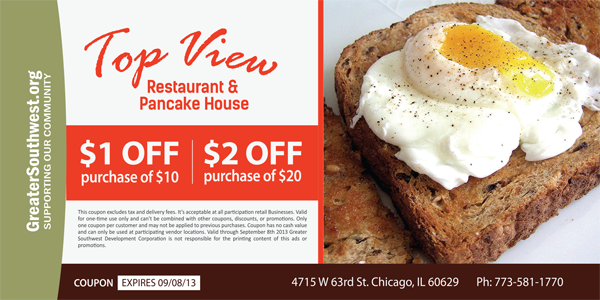 GreaterSouthwest.org
SUPPORTING OUR COMMUNITY
Top View
Restaurant &
Pancake House
$1 OFF
purchase of $10
$2 OFF
purchase of $20
This coupon excludes tax and delivery fees. It's acceptable at all participation retail Businesses. Valid
for one-time use only and can't be combined with other coupons, discounts, or promotions. Only
one coupon per customer and may not be applied to previous purchases. Coupon has no cash value
and can only be used at participating vendor locations. Valid through September 8th 2013 Greater
Southwest Development Corporation is not responsible for the printing content of this ads or
promotions.
COUPON EXPIRES 09/08/13
4715 W 63rd St. Chicago, IL 60629 Ph: 773-581-1770